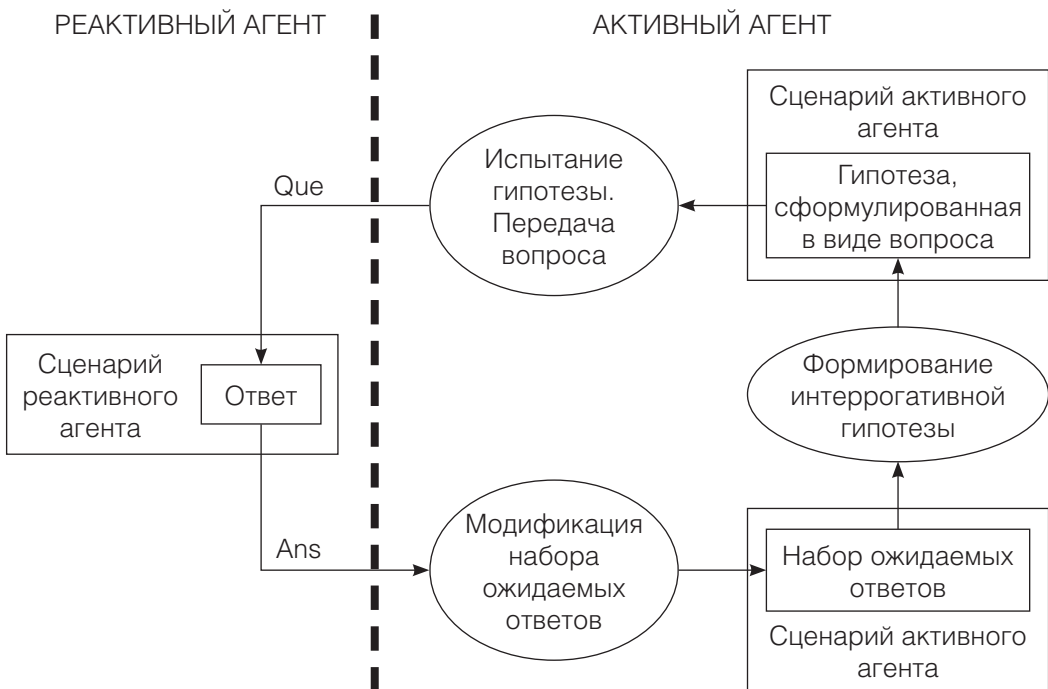 РЕАКТИВНЫЙ АГЕНТ
АКТИВНЫЙ АГЕНТ
Сценарий активного
агента
Гипотеза,
сформулированная
в виде вопроса
Испытание
гипотезы.
Передача
вопроса
Que
Сценарий
реактивного
агента
Ответ
Формирование
интеррогативной
гипотезы
Ans
Модификация
набора
ожидаемых
ответов
Набор ожидаемых
ответов
Сценарий активного
агента